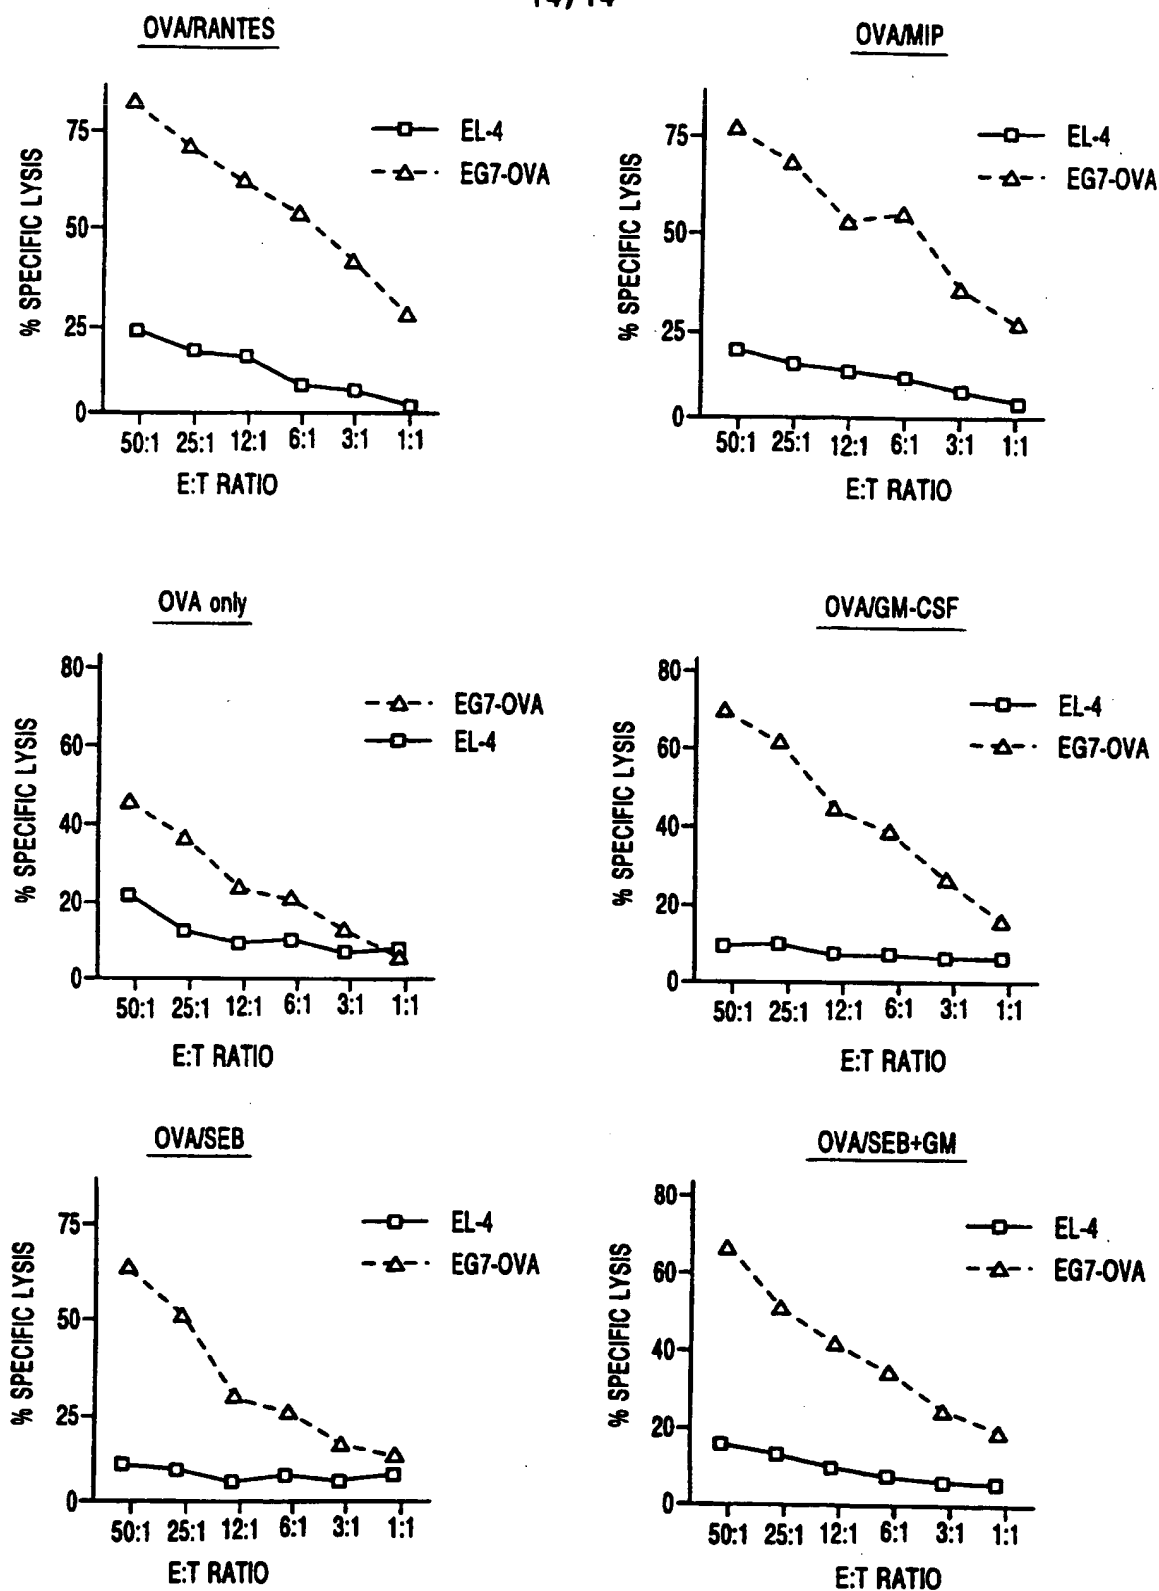 14/14
OVA/RANTES
% SPECIFIC LYSIS
75
50
25
0
50:1 25:1 12:1 6:1 3:1 1:1
E:T RATIO
EL-4
EG7-OVA
OVA/MIP
% SPECIFIC LYSIS
75
50
25
0
50:1 25:1 12:1 6:1 3:1 1:1
E:T RATIO
EL-4
EG7-OVA
OVA only
% SPECIFIC LYSIS
80
60
40
20
0
50:1 25:1 12:1 6:1 3:1 1:1
E:T RATIO
EG7-OVA
EL-4
OVA/GM-CSF
% SPECIFIC LYSIS
80
60
40
20
0
50:1 25:1 12:1 6:1 3:1 1:1
E:T RATIO
EL-4
EG7-OVA
OVA/SEB
% SPECIFIC LYSIS
75
50
25
0
50:1 25:1 12:1 6:1 3:1 1:1
E:T RATIO
EL-4
EG7-OVA
OVA/SEB+GM
% SPECIFIC LYSIS
80
60
40
20
0
50:1 25:1 12:1 6:1 3:1 1:1
E:T RATIO
EL-4
EG7-OVA